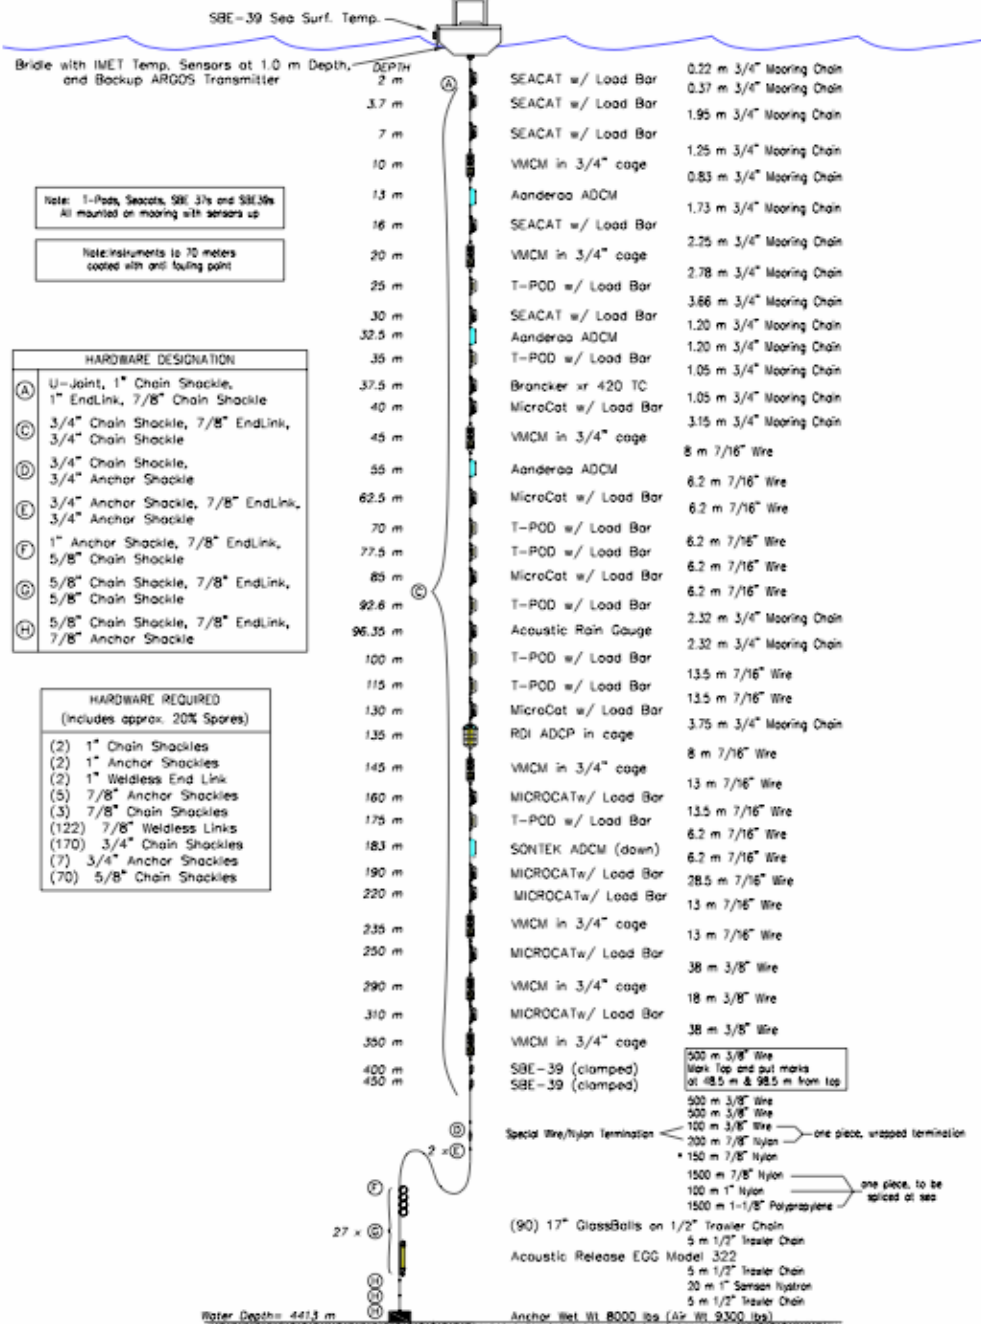 SBE-39 Sea Surf. Temp.
Bridle with IMET Temp. Sensors at 1.0 m Depth,
and Backup ARGOS Transmitter
DEPTH
2 m SEACAT w/ Load Bar
3.7 m SEACAT w/ Load Bar
7 m SEACAT w/ Load Bar
10 m VMCM in 3/4" cage
13 m Aanderaa ADCM
16 m SEACAT w/ Load Bar
20 m VMCM in 3/4" cage
25 m T-POD w/ Load Bar
30 m SEACAT w/ Load Bar
32.5 m Aanderaa ADCM
35 m T-POD w/ Load Bar
37.5 m Brancker xr 420 TC
40 m MicroCat w/ Load Bar
45 m VMCM in 3/4" cage
55 m Aanderaa ADCM
62.5 m MicroCat w/ Load Bar
70 m T-POD w/ Load Bar
77.5 m T-POD w/ Load Bar
85 m MicroCat w/ Load Bar
92.6 m T-POD w/ Load Bar
96.35 m Acoustic Rain Gauge
100 m T-POD w/ Load Bar
115 m T-POD w/ Load Bar
130 m MicroCat w/ Load Bar
135 m RDI ADCP in cage
145 m VMCM in 3/4" cage
160 m MICROCATw/ Load Bar
175 m T-POD w/ Load Bar
183 m SONTEK ADCM (down)
190 m MICROCATw/ Load Bar
220 m MICROCATw/ Load Bar
235 m VMCM in 3/4" cage
250 m MICROCATw/ Load Bar
290 m VMCM in 3/4" cage
310 m MICROCATw/ Load Bar
350 m VMCM in 3/4" cage
400 m SBE-39 (clamped)
450 m SBE-39 (clamped)
0.22 m 3/4" Mooring Chain
0.37 m 3/4" Mooring Chain
1.95 m 3/4" Mooring Chain
1.25 m 3/4" Mooring Chain
0.83 m 3/4" Mooring Chain
1.73 m 3/4" Mooring Chain
2.25 m 3/4" Mooring Chain
2.78 m 3/4" Mooring Chain
3.66 m 3/4" Mooring Chain
1.20 m 3/4" Mooring Chain
1.20 m 3/4" Mooring Chain
1.05 m 3/4" Mooring Chain
1.05 m 3/4" Mooring Chain
3.15 m 3/4" Mooring Chain
8 m 7/16" Wire
6.2 m 7/16" Wire
6.2 m 7/16" Wire
6.2 m 7/16" Wire
6.2 m 7/16" Wire
6.2 m 7/16" Wire
2.32 m 3/4" Mooring Chain
2.32 m 3/4" Mooring Chain
13.5 m 7/16" Wire
13.5 m 7/16" Wire
3.75 m 3/4" Mooring Chain
8 m 7/16" Wire
13 m 7/16" Wire
13.5 m 7/16" Wire
6.2 m 7/16" Wire
6.2 m 7/16" Wire
28.5 m 7/16" Wire
13 m 7/16" Wire
13 m 7/16" Wire
38 m 3/8" Wire
18 m 3/8" Wire
38 m 3/8" Wire
500 m 3/8" Wire
Mark Top and put marks
at 48.5 m & 98.5 m from top
500 m 3/8" Wire
500 m 3/8" Wire
100 m 3/8" Wire
200 m 7/8" Nylon
Special Wire/Nylon Termination
one piece, wrapped termination
* 150 m 7/8" Nylon
1500 m 7/8" Nylon
100 m 1" Nylon
1500 m 1-1/8" Polypropylene
one piece, to be
spliced at sea
(90) 17" GlassBalls on 1/2" Trawler Chain
5 m 1/2" Trawler Chain
Acoustic Release EGG Model 322
5 m 1/2" Trawler Chain
20 m 1" Samson Nystron
5 m 1/2" Trawler Chain
Anchor Wet Wt 8000 lbs (Air Wt 9300 lbs)
Water Depth= 4413 m
A
C
D
2 x E
F
27 x G
H
H
H
Note: T-Pods, Seacats, SBE 37s and SBE39s
All mounted on mooring with sensors up
Note:Instruments to 70 meters
coated with anti fouling paint
HARDWARE DESIGNATION
A U-Joint, 1" Chain Shackle,
1" EndLink, 7/8" Chain Shackle
C 3/4" Chain Shackle, 7/8" EndLink,
3/4" Chain Shackle
D 3/4" Chain Shackle,
3/4" Anchor Shackle
E 3/4" Anchor Shackle, 7/8" EndLink,
3/4" Anchor Shackle
F 1" Anchor Shackle, 7/8" EndLink,
5/8" Chain Shackle
G 5/8" Chain Shackle, 7/8" EndLink,
5/8" Chain Shackle
H 5/8" Chain Shackle, 7/8" EndLink,
7/8" Anchor Shackle
HARDWARE REQUIRED
(includes approx. 20% Spares)
(2) 1" Chain Shackles
(2) 1" Anchor Shackles
(2) 1" Weldless End Link
(5) 7/8" Anchor Shackles
(3) 7/8" Chain Shackles
(122) 7/8" Weldless Links
(170) 3/4" Chain Shackles
(7) 3/4" Anchor Shackles
(70) 5/8" Chain Shackles